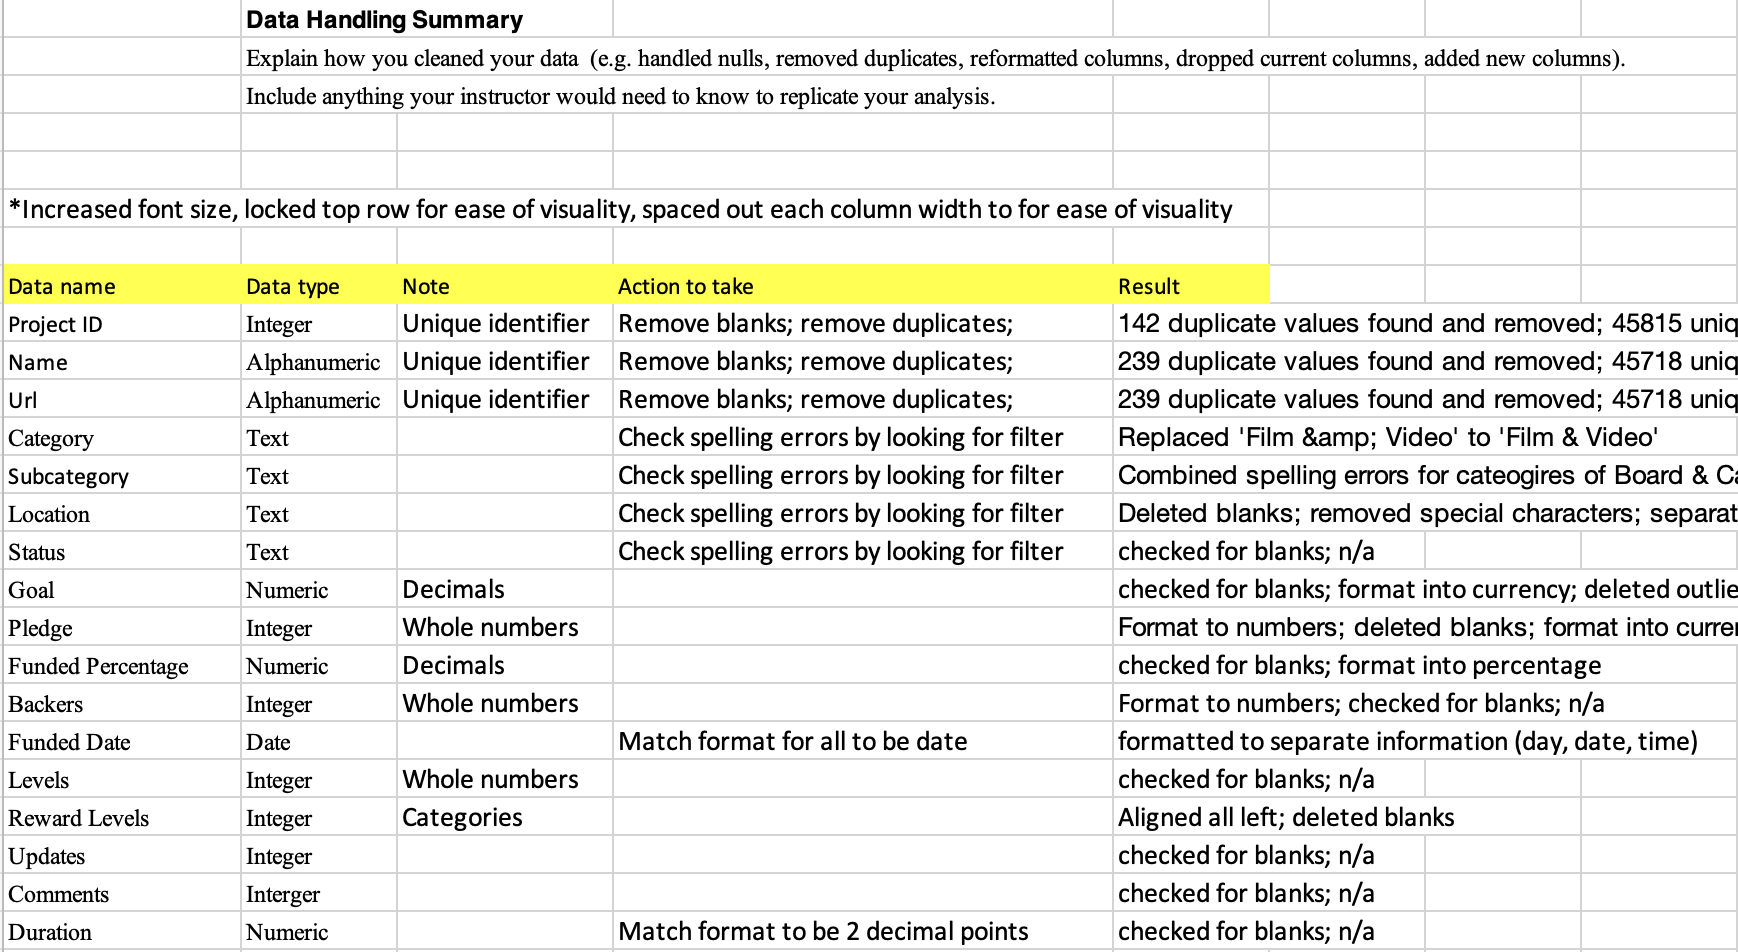 Data Handling Summary
Explain how you cleaned your data  (e.g. handled nulls, removed duplicates, reformatted columns, dropped current columns, added new columns).
Include anything your instructor would need to know to replicate your analysis.
*Increased font size, locked top row for ease of visuality, spaced out each column width to for ease of visuality
Data name Data type Note Action to take Result
Project ID Integer Unique identifier Remove blanks; remove duplicates; 142 duplicate values found and removed; 45815 uniq
Name Alphanumeric Unique identifier Remove blanks; remove duplicates; 239 duplicate values found and removed; 45718 uniq
Url Alphanumeric Unique identifier Remove blanks; remove duplicates; 239 duplicate values found and removed; 45718 uniq
Category Text Check spelling errors by looking for filter Replaced 'Film &amp; Video' to 'Film & Video'
Subcategory Text Check spelling errors by looking for filter Combined spelling errors for cateogires of Board & Ca
Location Text Check spelling errors by looking for filter Deleted blanks; removed special characters; separat
Status Text Check spelling errors by looking for filter checked for blanks; n/a
Goal Numeric Decimals checked for blanks; format into currency; deleted outlie
Pledge Integer Whole numbers Format to numbers; deleted blanks; format into curren
Funded Percentage Numeric Decimals checked for blanks; format into percentage
Backers Integer Whole numbers Format to numbers; checked for blanks; n/a
Funded Date Date Match format for all to be date formatted to separate information (day, date, time)
Levels Integer Whole numbers checked for blanks; n/a
Reward Levels Integer Categories Aligned all left; deleted blanks
Updates Integer checked for blanks; n/a
Comments Interger checked for blanks; n/a
Duration Numeric Match format to be 2 decimal points checked for blanks; n/a